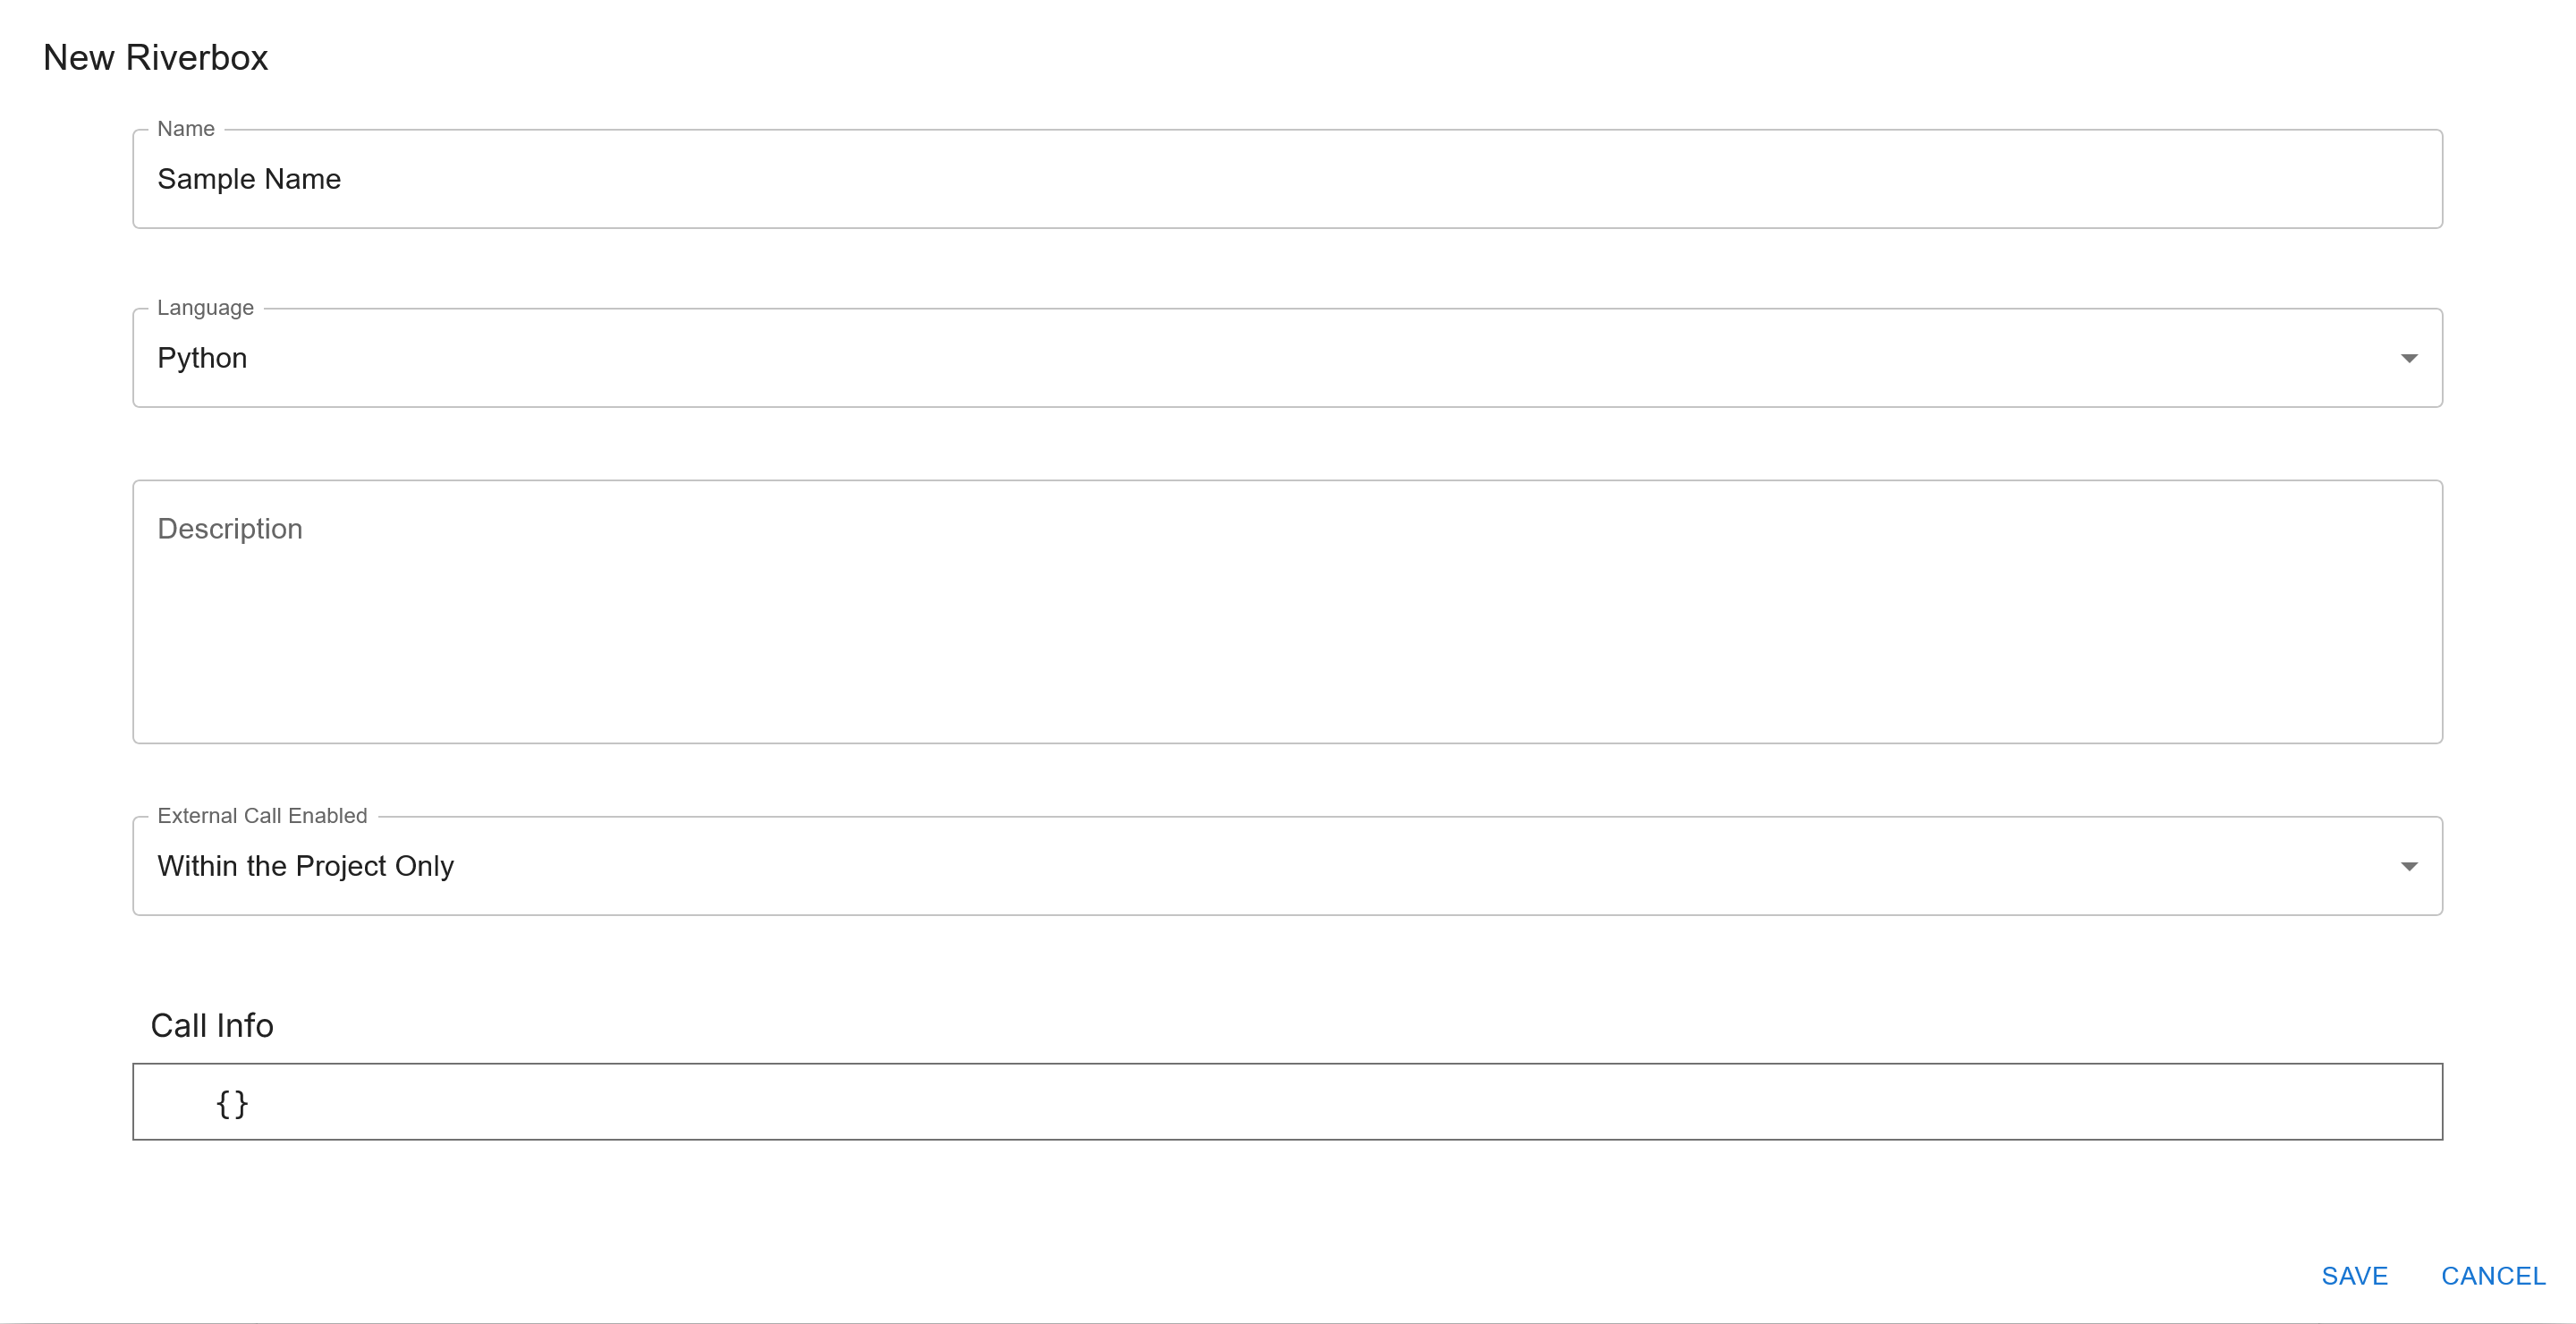 New Riverbox
Name
Sample Name
Language
Python
Description
External Call Enabled
Within the Project Only
Call Info
{}
SAVE CANCEL